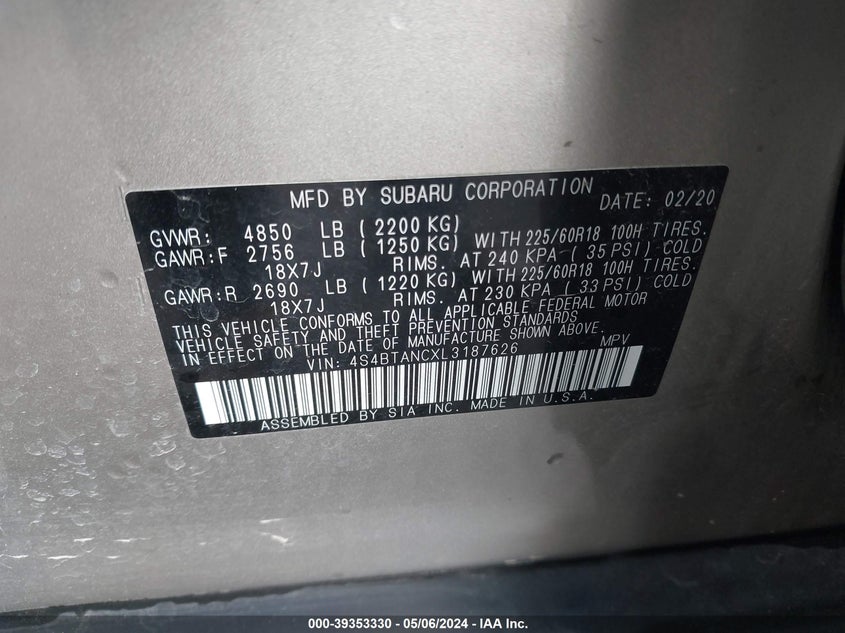 MFD BY SUBARU CORPORATION DATE: 02/20
GVWR: 4850 LB ( 2200 KG)
GAWR:F 2756 LB ( 1250 KG) WITH 225/60R18 100H TIRES.
18X7J RIMS. AT 240 KPA ( 35 PSI) COLD
GAWR:R 2690 LB ( 1220 KG) WITH 225/60R18 100H TIRES.
18X7J RIMS. AT 230 KPA ( 33 PSI) COLD
THIS VEHICLE CONFORMS TO ALL APPLICABLE FEDERAL MOTOR
VEHICLE SAFETY AND THEFT PREVENTION STANDARDS
IN EFFECT ON THE DATE OF MANUFACTURE SHOWN ABOVE.
VIN: 4S4BTANCXL3187626 MPV
ASSEMBLED BY SIA INC. MADE IN U.S.A.
000-39353330 - 05/06/2024 - IAA Inc.